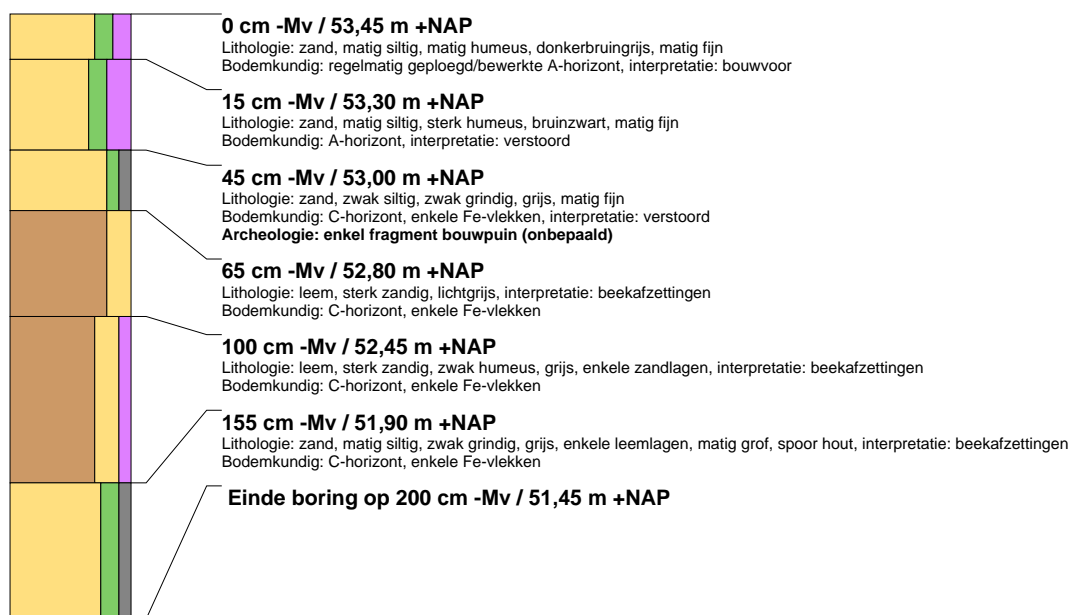 0 cm -Mv / 53,45 m +NAP
Lithologie: zand, matig siltig, matig humeus, donkerbruingrijs, matig fijn
Bodemkundig: regelmatig geploegd/bewerkte A-horizont, interpretatie: bouwvoor
15 cm -Mv / 53,30 m +NAP
Lithologie: zand, matig siltig, sterk humeus, bruinzwart, matig fijn
Bodemkundig: A-horizont, interpretatie: verstoord
45 cm -Mv / 53,00 m +NAP
Lithologie: zand, zwak siltig, zwak grindig, grijs, matig fijn
Bodemkundig: C-horizont, enkele Fe-vlekken, interpretatie: verstoord
Archeologie: enkel fragment bouwpuin (onbepaald)
65 cm -Mv / 52,80 m +NAP
Lithologie: leem, sterk zandig, lichtgrijs, interpretatie: beekafzettingen
Bodemkundig: C-horizont, enkele Fe-vlekken
100 cm -Mv / 52,45 m +NAP
Lithologie: leem, sterk zandig, zwak humeus, grijs, enkele zandlagen, interpretatie: beekafzettingen
Bodemkundig: C-horizont, enkele Fe-vlekken
155 cm -Mv / 51,90 m +NAP
Lithologie: zand, matig siltig, zwak grindig, grijs, enkele leemlagen, matig grof, spoor hout, interpretatie: beekafzettingen
Bodemkundig: C-horizont, enkele Fe-vlekken
Einde boring op 200 cm -Mv / 51,45 m +NAP